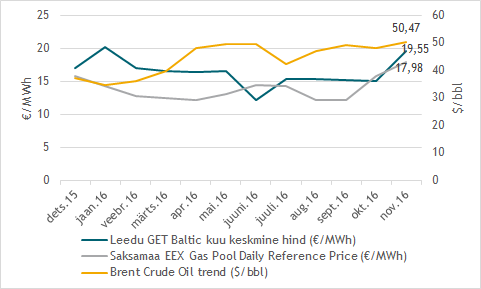 25
20
15
10
5
0
€/MWh
60
50
40
30
20
10
0
$/bbl
50,47
19,55
17,98
dets.15
jaan.16
veebr.16
märts.16
apr.16
mai.16
juuni.16
juuli.16
aug.16
sept.16
okt.16
nov.16
Leedu GET Baltic kuu keskmine hind (€/MWh)
Saksamaa EEX Gas Pool Daily Reference Price (€/MWh)
Brent Crude Oil trend ($/bbl)